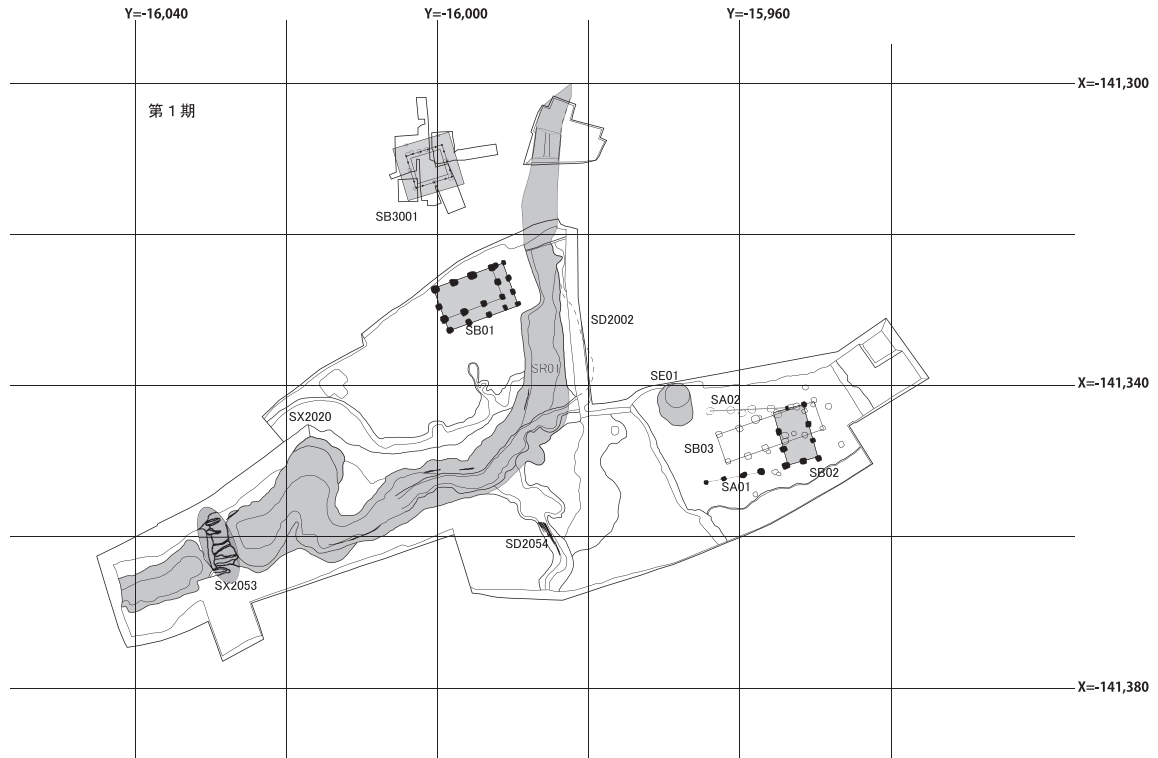 Y=-16,040
Y=-16,000
Y=-15,960
X=-141,300
第１期
SB3001
SD2002
SB01
SR01
X=-141,340
SE01
SA02
SX2020
SB03
SB02
SA01
SD2054
SX2053
X=-141,380